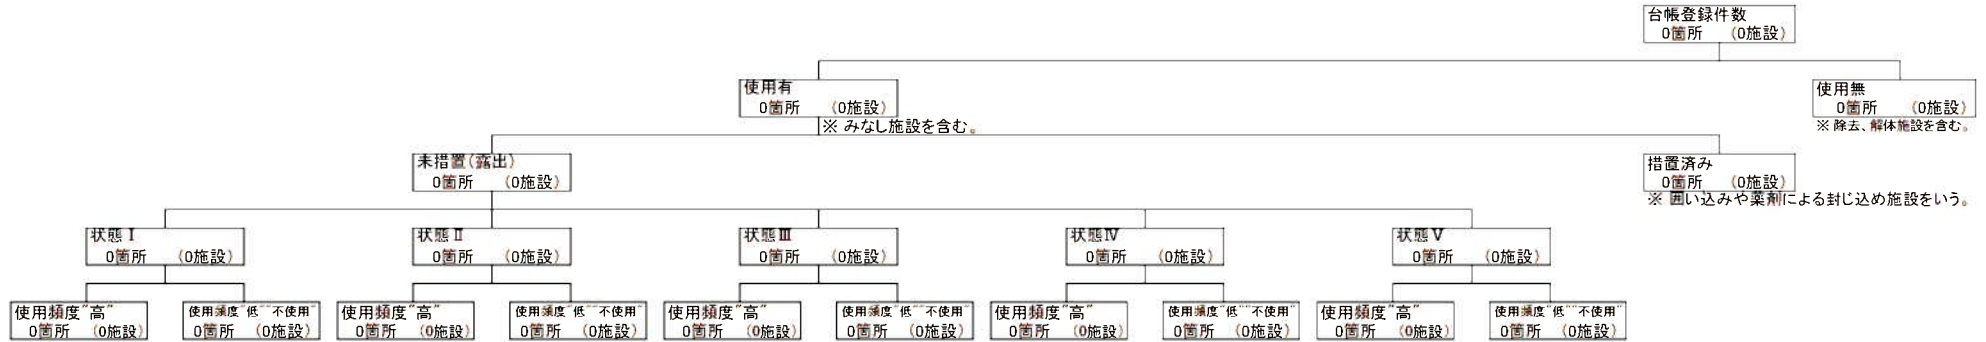 台帳登録件数
0箇所 (0施設)
使用有
0箇所 (0施設)
※ みなし施設を含む。
使用無
0箇所 (0施設)
※ 除去、解体施設を含む。
未措置(露出)
0箇所 (0施設)
措置済み
0箇所 (0施設)
※ 囲い込みや薬剤による封じ込め施設をいう。
状態Ⅰ
0箇所 (0施設)
状態Ⅱ
0箇所 (0施設)
状態Ⅲ
0箇所 (0施設)
状態Ⅳ
0箇所 (0施設)
状態Ⅴ
0箇所 (0施設)
使用頻度"高"
0箇所 (0施設)
使用頻度"低""不使用"
0箇所 (0施設)
使用頻度"高"
0箇所 (0施設)
使用頻度"低""不使用"
0箇所 (0施設)
使用頻度"高"
0箇所 (0施設)
使用頻度"低""不使用"
0箇所 (0施設)
使用頻度"高"
0箇所 (0施設)
使用頻度"低""不使用"
0箇所 (0施設)
使用頻度"高"
0箇所 (0施設)
使用頻度"低""不使用"
0箇所 (0施設)